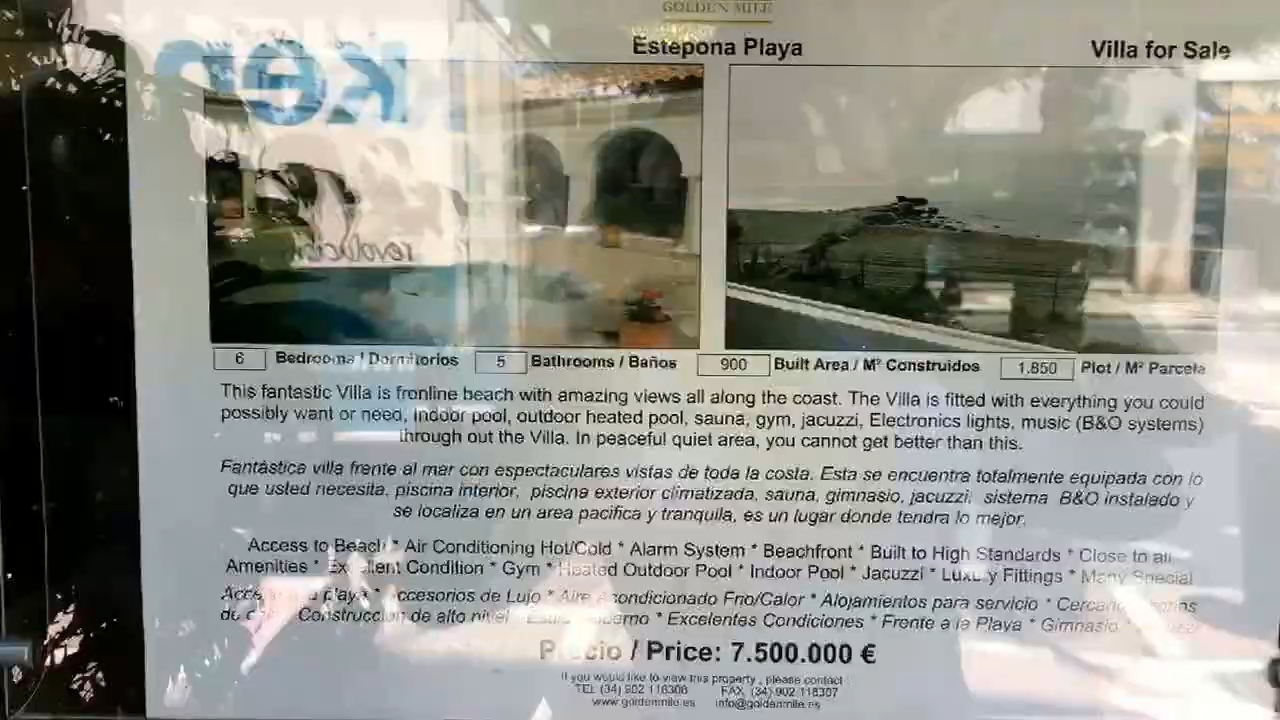 GOLDEN MILE
Estepona Playa
Villa for Sale
6 Bedrooms / Dormitorios 5 Bathrooms / Baños 900 Built Area / M² Construidos 1.850 Plot / M² Parcela
This fantastic Villa is fronline beach with amazing views all along the coast. The Villa is fitted with everything you could
possibly want or need, Indoor pool, outdoor heated pool, sauna, gym, jacuzzi, Electronics lights, music (B&O systems)
through out the Villa. In peaceful quiet area, you cannot get better than this.
Fantástica villa frente al mar con espectaculares vistas de toda la costa. Esta se encuentra totalmente equipada con lo
que usted necesita, piscina interior, piscina exterior climatizada, sauna, gimnasio, jacuzzi, sistema B&O instalado y
se localiza en un area pacifica y tranquila, es un lugar donde tendra lo mejor.
Access to Beach * Air Conditioning Hot/Cold * Alarm System * Beachfront * Built to High Standards * Close to all
Amenities * Excellent Condition * Gym * Heated Outdoor Pool * Indoor Pool * Jacuzzi * Luxury Fittings * Many Special
playa * Accesorios de Lujo * Aire Acondicionado Frio/Calor * Alojamientos para servicio *
Construccion de alto nivel * * Excelentes Condiciones * Frente a la Playa * Gimnasio
Precio / Price: 7.500.000 €
If you would like to view this property , please contact
TEL (34) 902 118306 FAX (34) 902 118307
www.goldenmile.es info@goldenmile.es